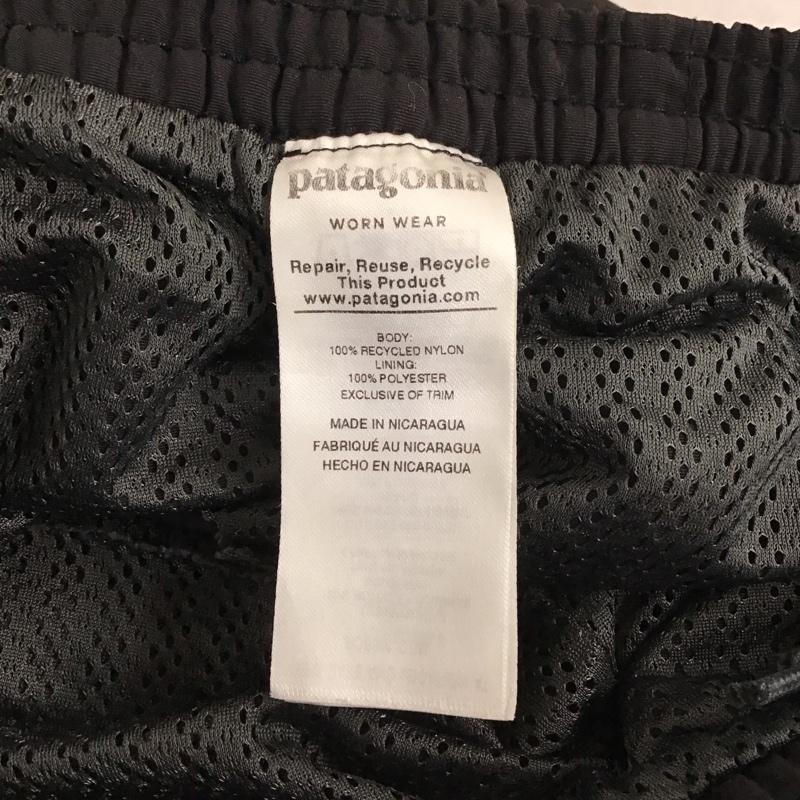 patagonia
WORN WEAR
Repair, Reuse, Recycle
This Product
www.patagonia.com
BODY:
100% RECYCLED NYLON
LINING:
100% POLYESTER
EXCLUSIVE OF TRIM
MADE IN NICARAGUA
FABRIQUÉ AU NICARAGUA
HECHO EN NICARAGUA